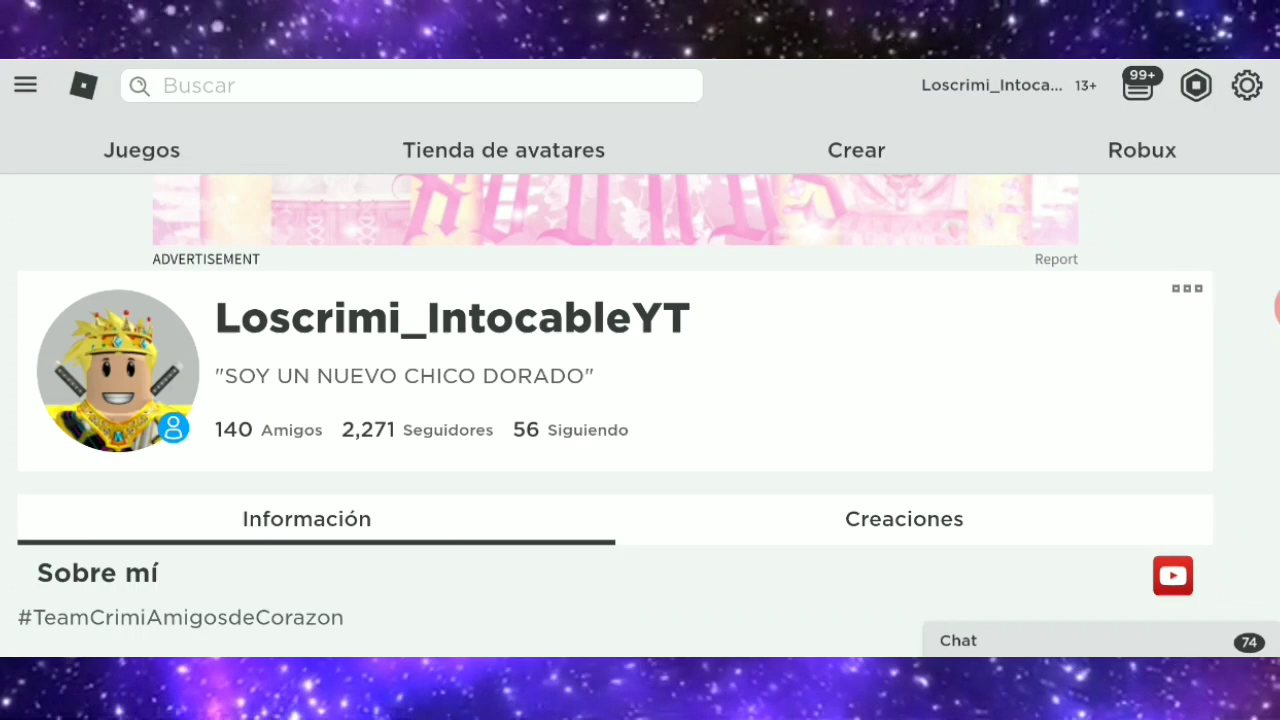 Buscar
Loscrimi_Intoca... 13+ 99+
Juegos Tienda de avatares Crear Robux
ADVERTISEMENT Report
Loscrimi_IntocableYT
"SOY UN NUEVO CHICO DORADO"
140 Amigos 2,271 Seguidores 56 Siguiendo
Información Creaciones
Sobre mí
#TeamCrimiAmigosdeCorazon
Chat 74